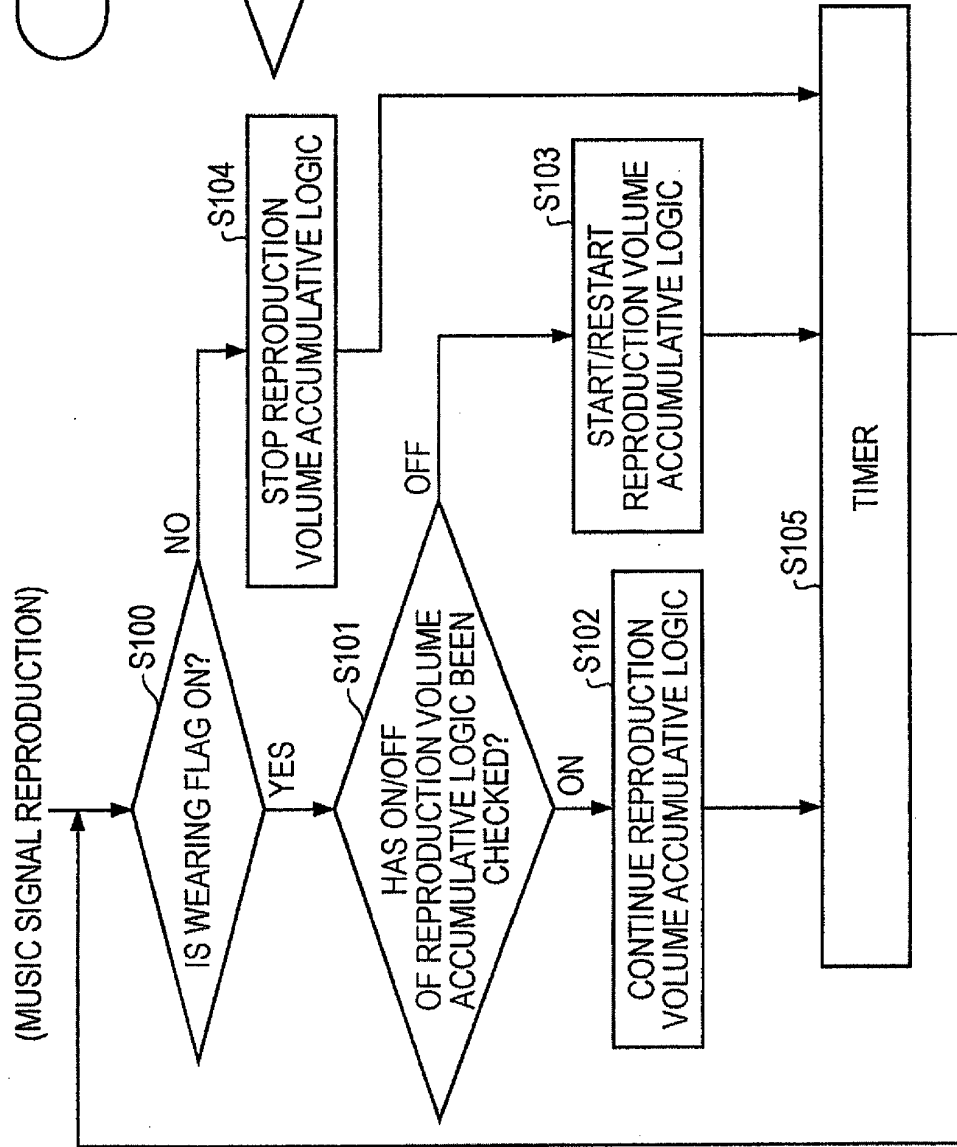 (MUSIC SIGNAL REPRODUCTION)
S100
IS WEARING FLAG ON?
NO
YES
S104
STOP REPRODUCTION
VOLUME ACCUMULATIVE LOGIC
S101
HAS ON/OFF
OF REPRODUCTION VOLUME
ACCUMULATIVE LOGIC BEEN
CHECKED?
OFF
ON
S102
CONTINUE REPRODUCTION
VOLUME ACCUMULATIVE LOGIC
S103
START/RESTART
REPRODUCTION VOLUME
ACCUMULATIVE LOGIC
S105
TIMER